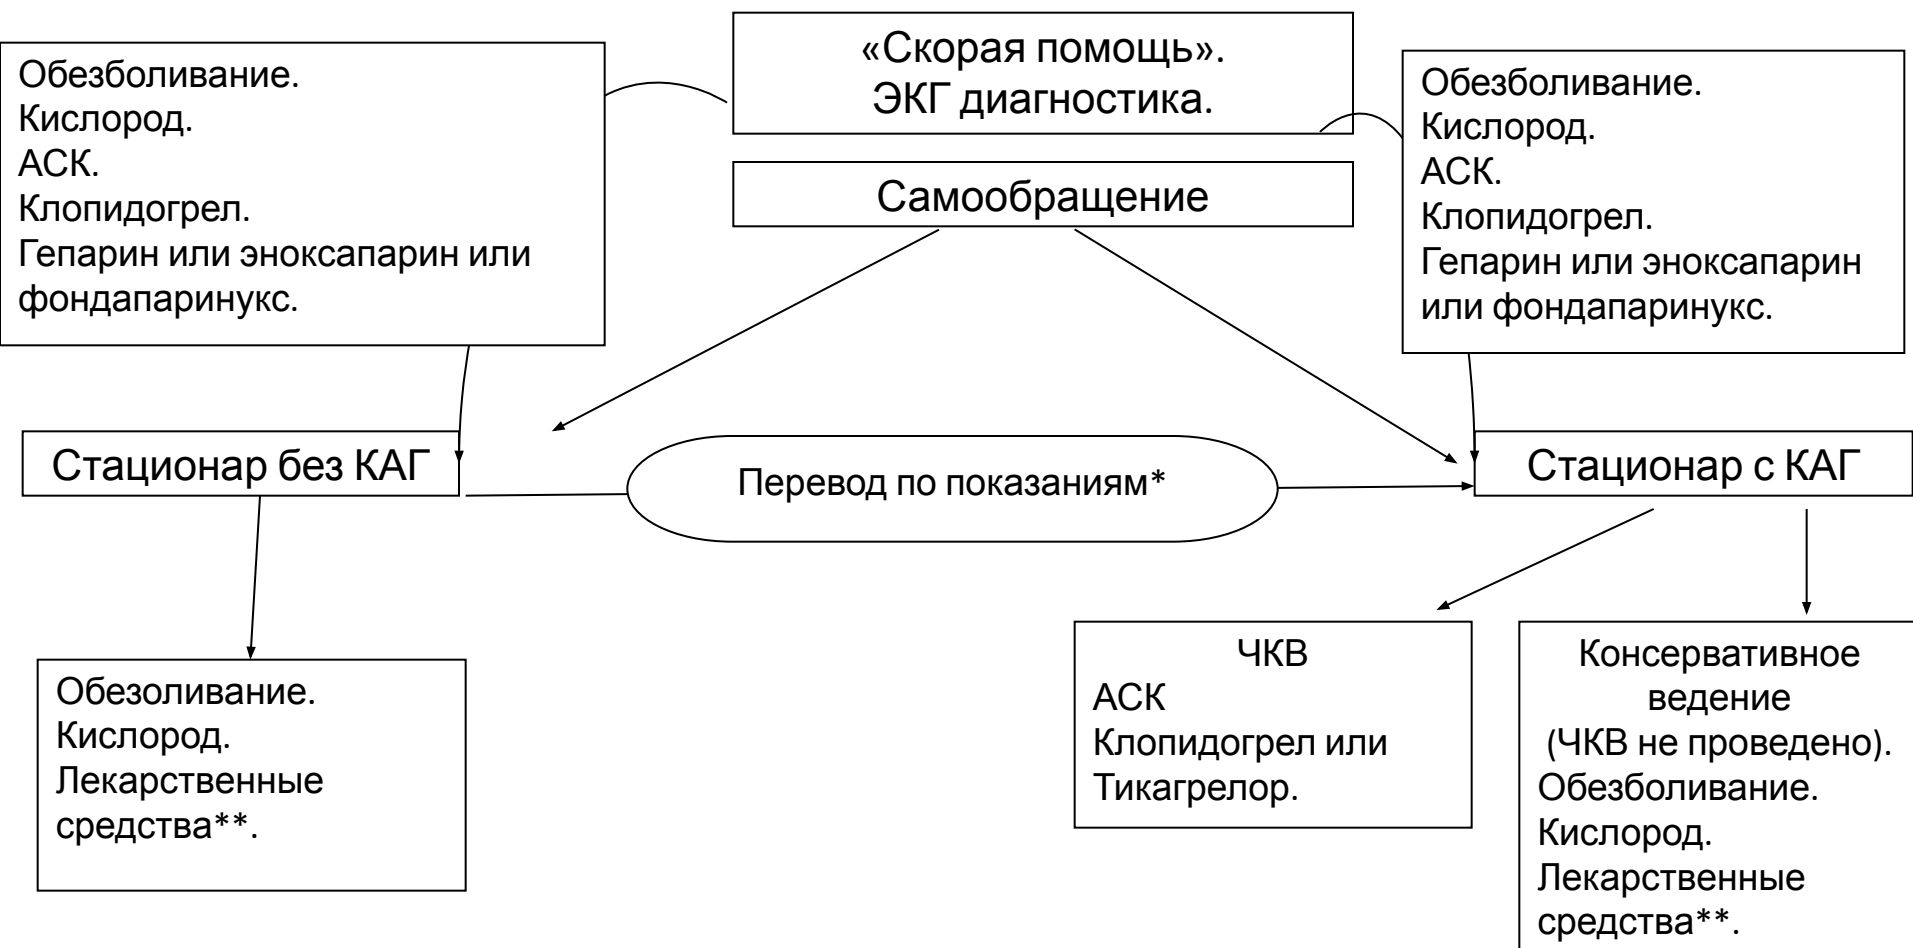 «Скорая помощь».
ЭКГ диагностика.
Обезболивание.
Кислород.
АСК.
Клопидогрел.
Гепарин или эноксапарин или
фондапаринукс.
Самообращение
Обезболивание.
Кислород.
АСК.
Клопидогрел.
Гепарин или эноксапарин
или фондапаринукс.
Стационар без КАГ
Перевод по показаниям*
Стационар с КАГ
Обезоливание.
Кислород.
Лекарственные
средства**.
ЧКВ
АСК
Клопидогрел или
Тикагрелор.
Консервативное
ведение
(ЧКВ не проведено).
Обезболивание.
Кислород.
Лекарственные
средства**.